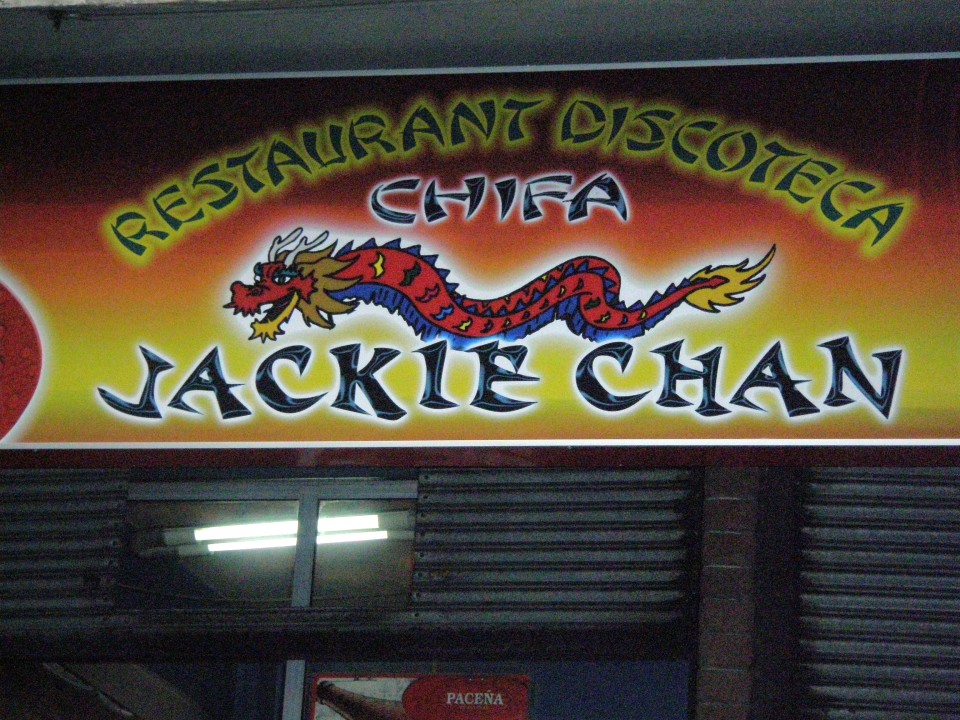 RESTAURANT DISCOTECA
CHIFA
JACKIE CHAN
PACEÑA